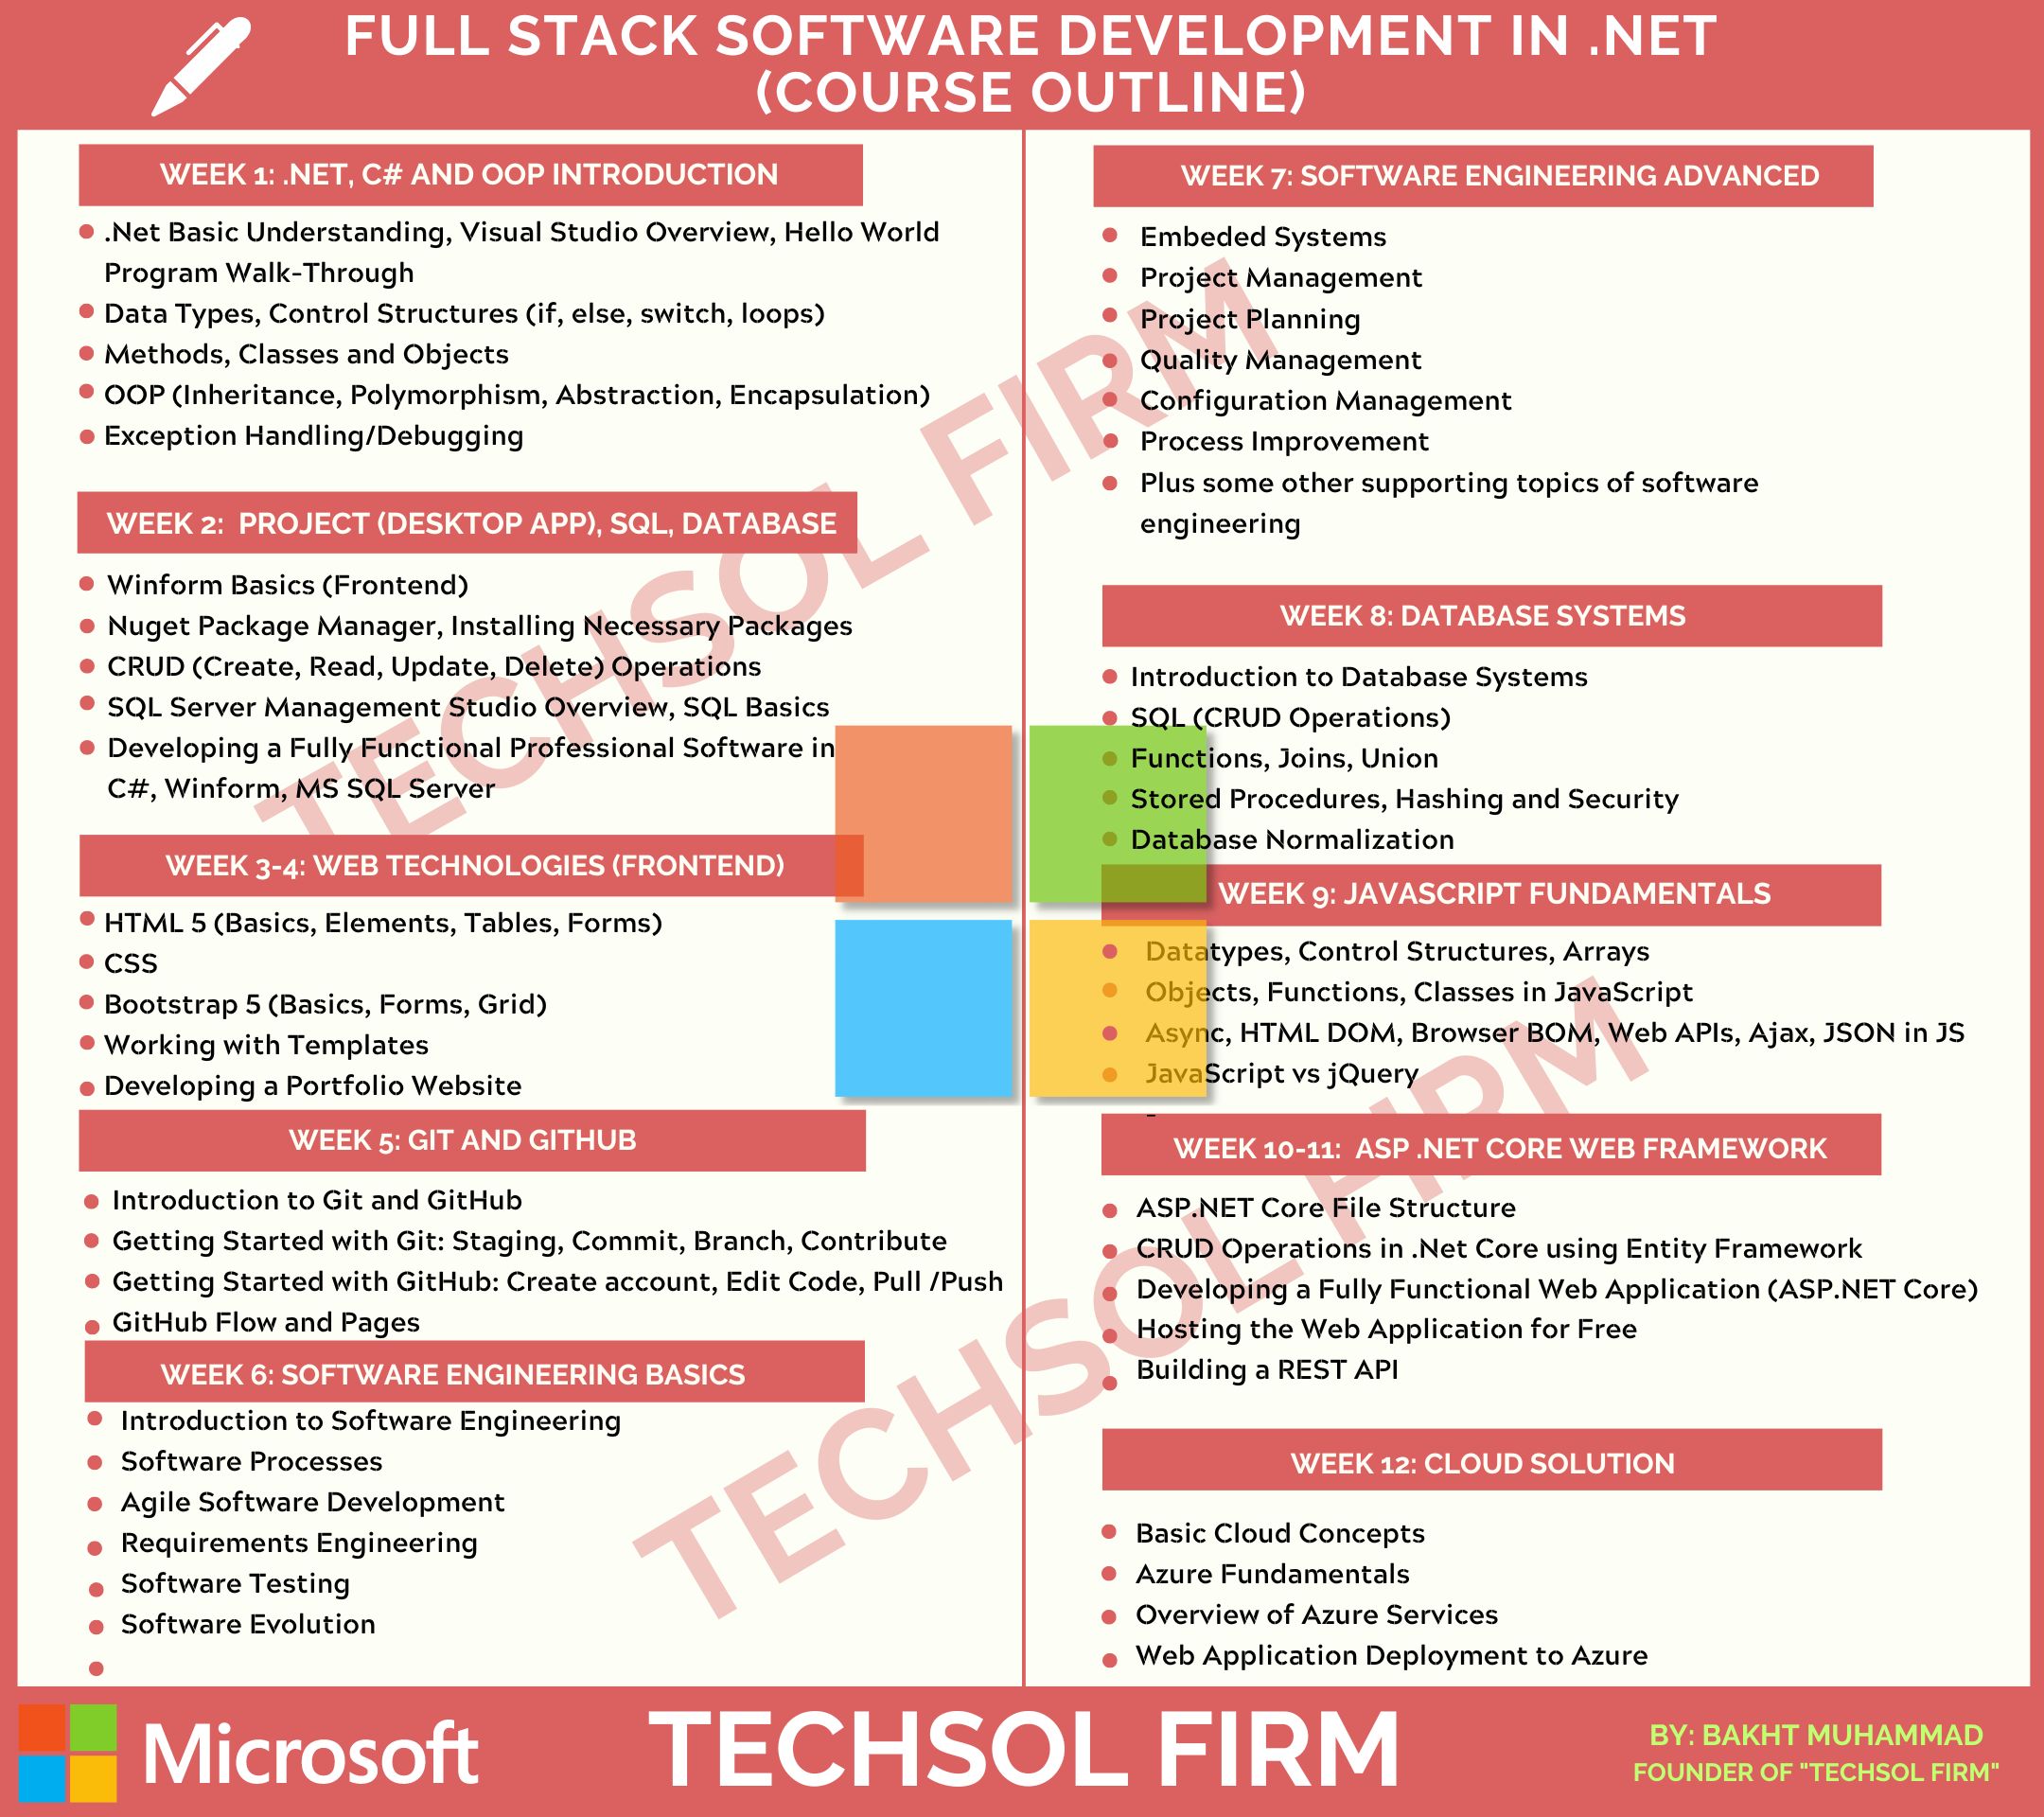 FULL STACK SOFTWARE DEVELOPMENT IN .NET
(COURSE OUTLINE)
WEEK 1: .NET, C# AND OOP INTRODUCTION
.Net Basic Understanding, Visual Studio Overview, Hello World
Program Walk-Through
Data Types, Control Structures (if, else, switch, loops)
Methods, Classes and Objects
OOP (Inheritance, Polymorphism, Abstraction, Encapsulation)
Exception Handling/Debugging
WEEK 2: PROJECT (DESKTOP APP), SQL, DATABASE
Winform Basics (Frontend)
Nuget Package Manager, Installing Necessary Packages
CRUD (Create, Read, Update, Delete) Operations
SQL Server Management Studio Overview, SQL Basics
Developing a Fully Functional Professional Software in
C#, Winform, MS SQL Server
WEEK 3-4: WEB TECHNOLOGIES (FRONTEND)
HTML 5 (Basics, Elements, Tables, Forms)
CSS
Bootstrap 5 (Basics, Forms, Grid)
Working with Templates
Developing a Portfolio Website
WEEK 5: GIT AND GITHUB
Introduction to Git and GitHub
Getting Started with Git: Staging, Commit, Branch, Contribute
Getting Started with GitHub: Create account, Edit Code, Pull /Push
GitHub Flow and Pages
WEEK 6: SOFTWARE ENGINEERING BASICS
Introduction to Software Engineering
Software Processes
Agile Software Development
Requirements Engineering
Software Testing
Software Evolution
WEEK 7: SOFTWARE ENGINEERING ADVANCED
Embeded Systems
Project Management
Project Planning
Quality Management
Configuration Management
Process Improvement
Plus some other supporting topics of software
engineering
WEEK 8: DATABASE SYSTEMS
Introduction to Database Systems
SQL (CRUD Operations)
Functions, Joins, Union
Stored Procedures, Hashing and Security
Database Normalization
WEEK 9: JAVASCRIPT FUNDAMENTALS
Datatypes, Control Structures, Arrays
Objects, Functions, Classes in JavaScript
Async, HTML DOM, Browser BOM, Web APIs, Ajax, JSON in JS
JavaScript vs jQuery
WEEK 10-11: ASP .NET CORE WEB FRAMEWORK
ASP.NET Core File Structure
CRUD Operations in .Net Core using Entity Framework
Developing a Fully Functional Web Application (ASP.NET Core)
Hosting the Web Application for Free
Building a REST API
WEEK 12: CLOUD SOLUTION
Basic Cloud Concepts
Azure Fundamentals
Overview of Azure Services
Web Application Deployment to Azure
TECHSOL FIRM
TECHSOL FIRM
Microsoft
TECHSOL FIRM
BY: BAKHT MUHAMMAD
FOUNDER OF "TECHSOL FIRM"